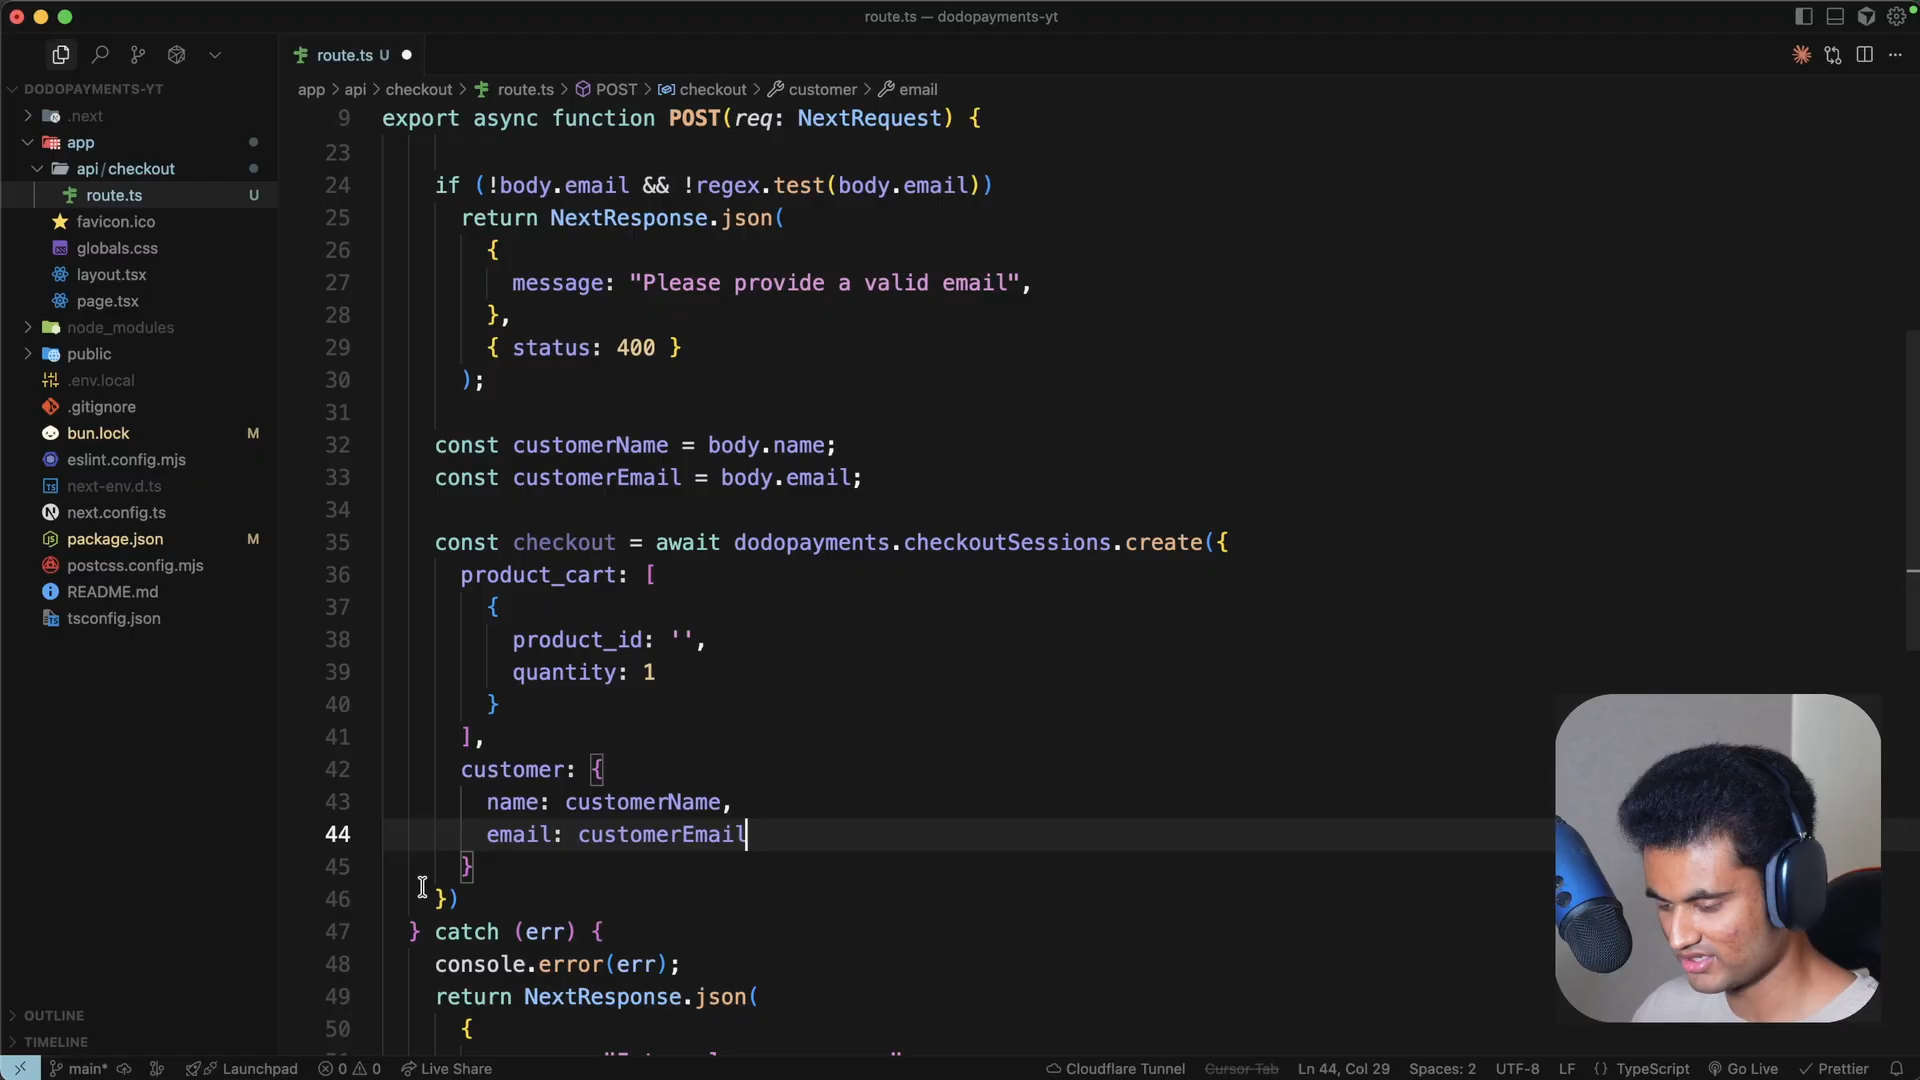 route.ts — dodopayments-yt
route.ts U
DODOPAYMENTS-YT
.next
app
api/checkout
route.ts U
favicon.ico
globals.css
layout.tsx
page.tsx
node_modules
public
.env.local
.gitignore
bun.lock M
eslint.config.mjs
next-env.d.ts
next.config.ts
package.json M
postcss.config.mjs
README.md
tsconfig.json
OUTLINE
TIMELINE
app > api > checkout > route.ts > POST > checkout > customer > email
9 export async function POST(req: NextRequest) {
23
24 if (!body.email && !regex.test(body.email))
25 return NextResponse.json(
26 {
27 message: "Please provide a valid email",
28 },
29 { status: 400 }
30 );
31
32 const customerName = body.name;
33 const customerEmail = body.email;
34
35 const checkout = await dodopayments.checkoutSessions.create({
36 product_cart: [
37 {
38 product_id: '',
39 quantity: 1
40 }
41 ],
42 customer: {
43 name: customerName,
44 email: customerEmail
45 }
46 })
47 } catch (err) {
48 console.error(err);
49 return NextResponse.json(
50 {
main* Launchpad 0 0 Live Share Cloudflare Tunnel Cursor Tab Ln 44, Col 29 Spaces: 2 UTF-8 LF {} TypeScript Go Live Prettier